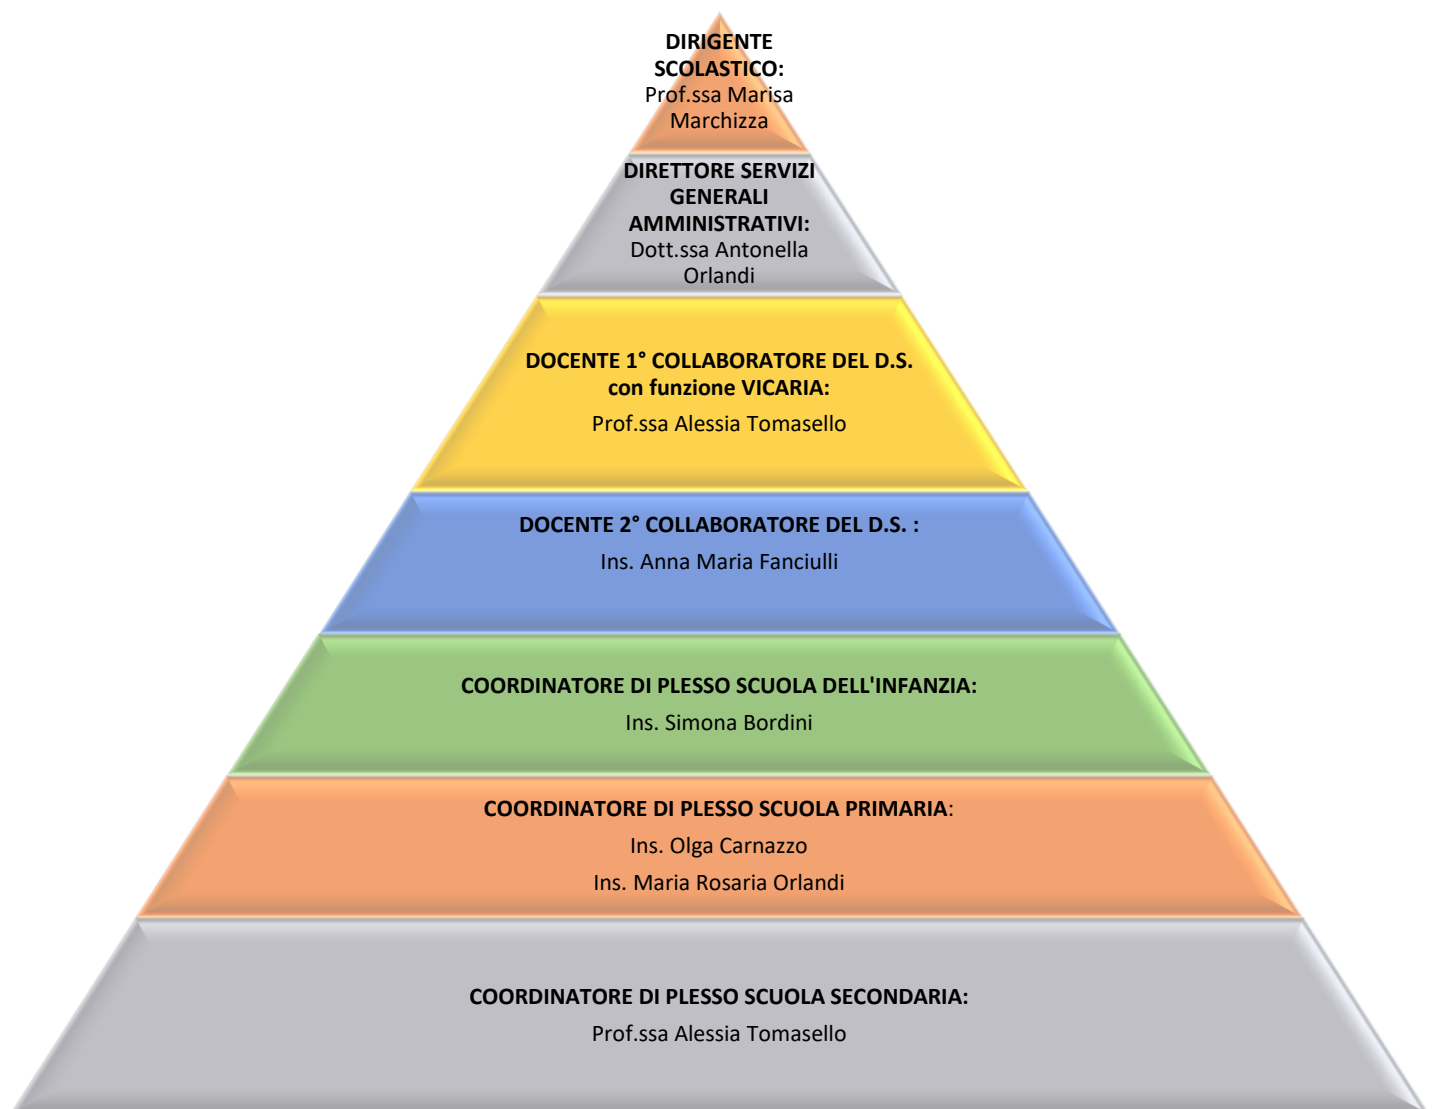 DIRIGENTE
SCOLASTICO:
Prof.ssa Marisa
Marchizza
DIRETTORE SERVIZI
GENERALI
AMMINISTRATIVI:
Dott.ssa Antonella
Orlandi
DOCENTE 1° COLLABORATORE DEL D.S.
con funzione VICARIA:
Prof.ssa Alessia Tomasello
DOCENTE 2° COLLABORATORE DEL D.S. :
Ins. Anna Maria Fanciulli
COORDINATORE DI PLESSO SCUOLA DELL'INFANZIA:
Ins. Simona Bordini
COORDINATORE DI PLESSO SCUOLA PRIMARIA:
Ins. Olga Carnazzo
Ins. Maria Rosaria Orlandi
COORDINATORE DI PLESSO SCUOLA SECONDARIA:
Prof.ssa Alessia Tomasello